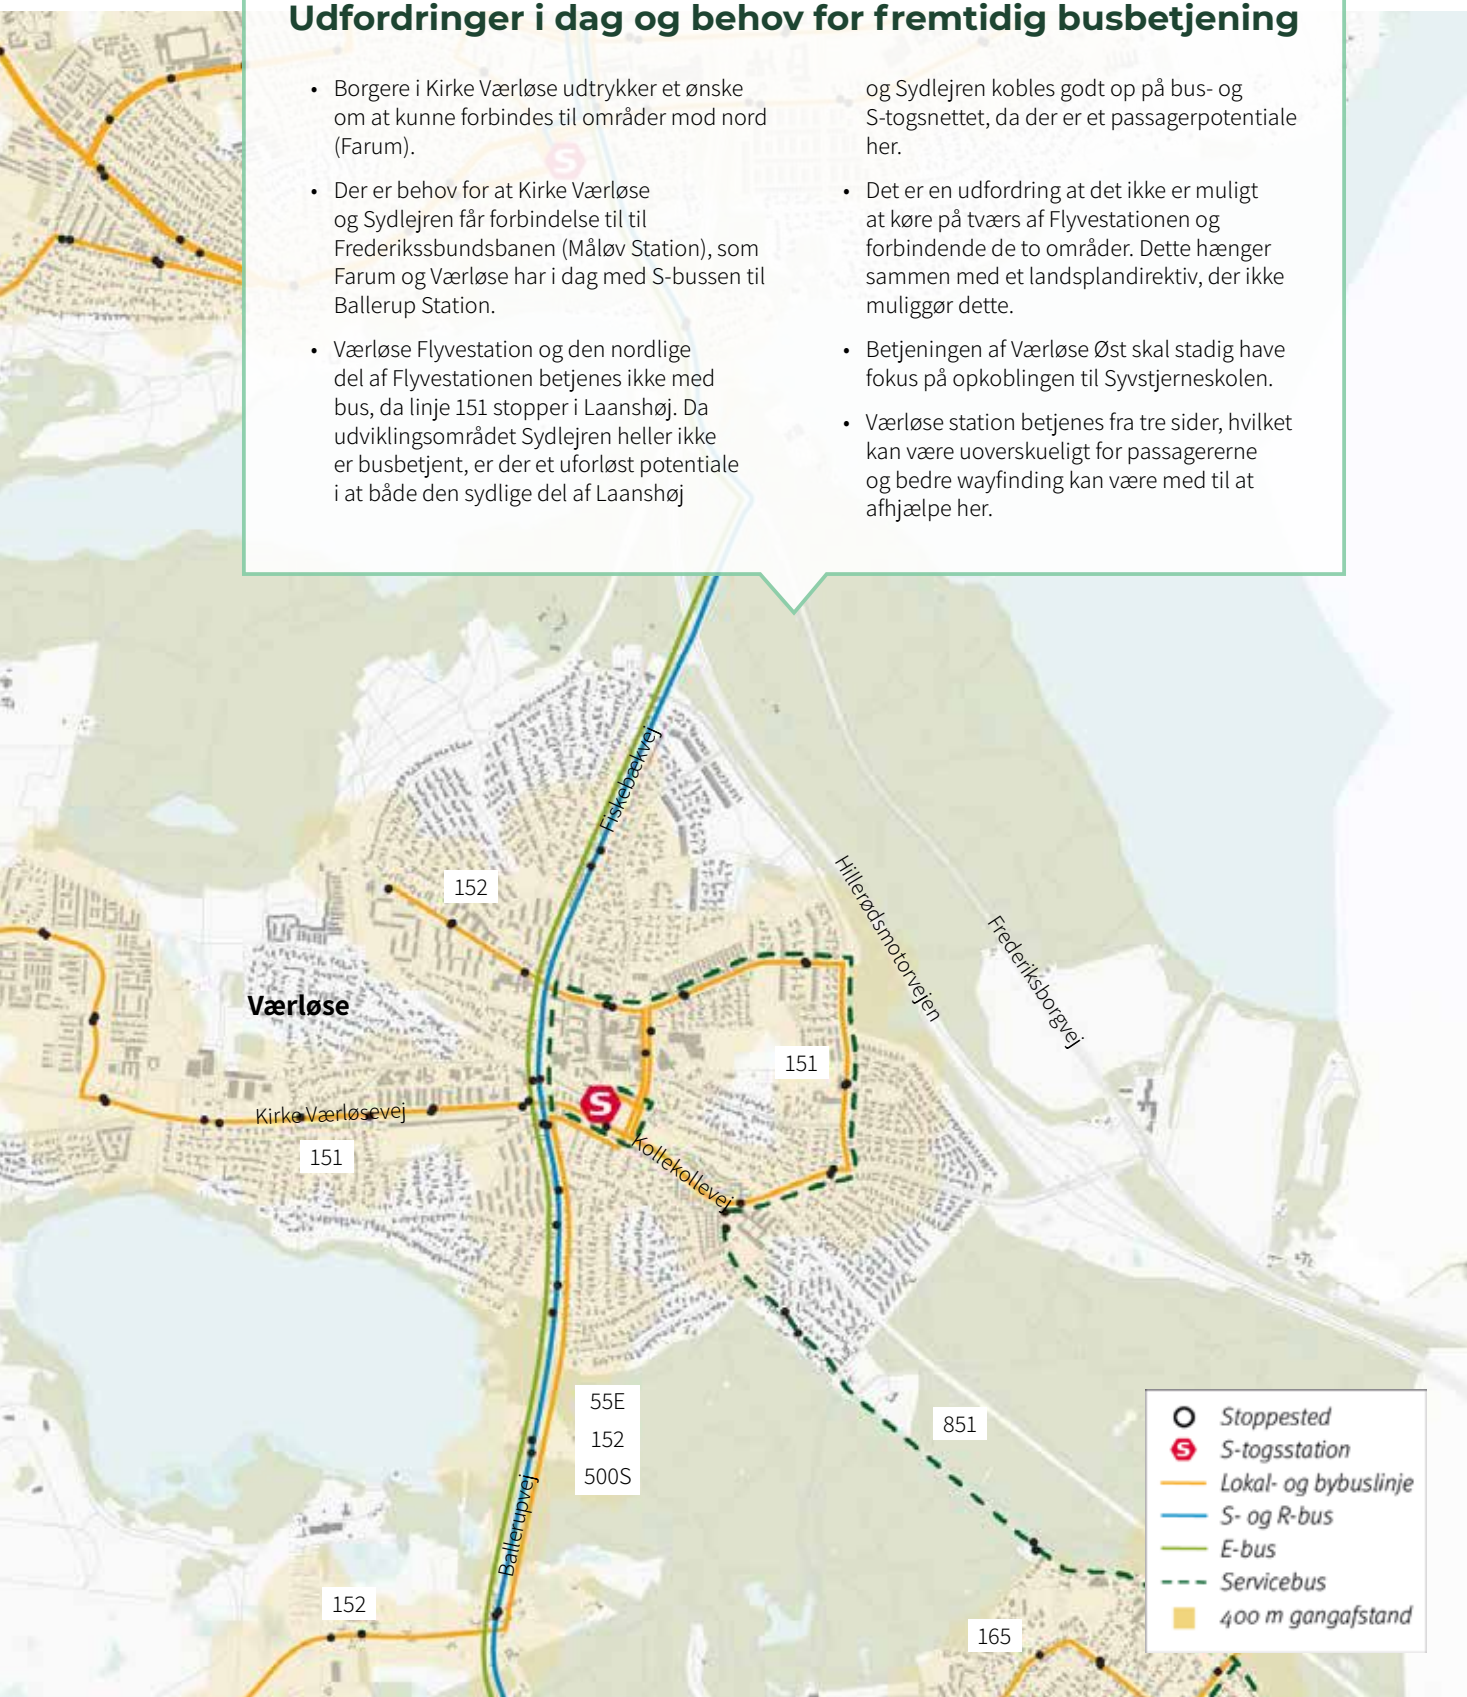 Udfordringer i dag og behov for fremtidig busbetjening
• Borgere i Kirke Værløse udtrykker et ønske
om at kunne forbindes til områder mod nord
(Farum).
• Der er behov for at Kirke Værløse
og Sydlejren får forbindelse til til
Frederikssbundsbanen (Måløv Station), som
Farum og Værløse har i dag med S-bussen til
Ballerup Station.
• Værløse Flyvestation og den nordlige
del af Flyvestationen betjenes ikke med
bus, da linje 151 stopper i Laanshøj. Da
udviklingsområdet Sydlejren heller ikke
er busbetjent, er der et uforløst potentiale
i at både den sydlige del af Laanshøj
og Sydlejren kobles godt op på bus- og
S-togsnettet, da der er et passagerpotentiale
her.
• Det er en udfordring at det ikke er muligt
at køre på tværs af Flyvestationen og
forbindende de to områder. Dette hænger
sammen med et landsplandirektiv, der ikke
muliggør dette.
• Betjeningen af Værløse Øst skal stadig have
fokus på opkoblingen til Syvstjerneskolen.
• Værløse station betjenes fra tre sider, hvilket
kan være uoverskueligt for passagererne
og bedre wayfinding kan være med til at
afhjælpe her.
S
Fiskebækvej
152
Hillerødsmotorvejen
Frederiksborgvej
Værløse
151
S
Kirke Værløsevej
Kollekollevej
151
55E
152
500S
851
Ballerupvej
152
165
Stoppested
S S-togsstation
Lokal- og bybuslinje
S- og R-bus
E-bus
Servicebus
400 m gangafstand